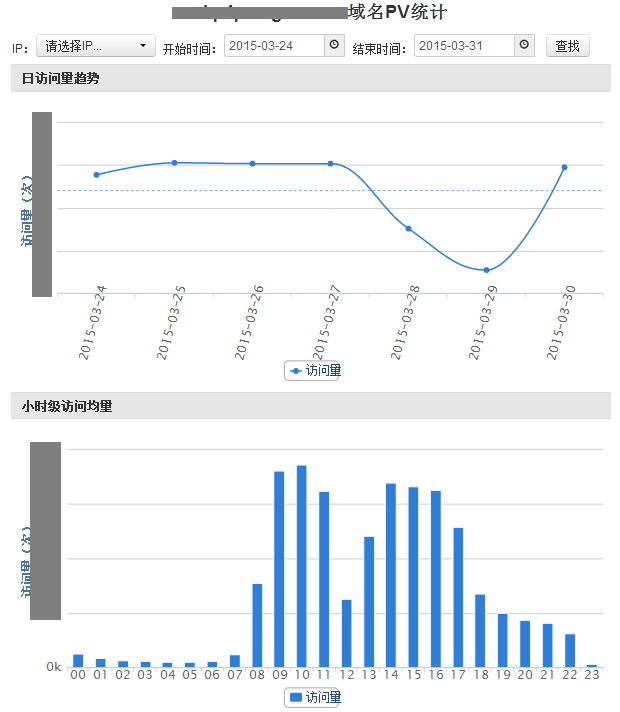 域名PV统计
IP: 请选择IP... 开始时间: 2015-03-24 结束时间: 2015-03-31 查找
日访问量趋势
访问量（次）
2015-03-24 2015-03-25 2015-03-26 2015-03-27 2015-03-28 2015-03-29 2015-03-30
访问量
小时级访问均量
访问量（次）
0k
00 01 02 03 04 05 06 07 08 09 10 11 12 13 14 15 16 17 18 19 20 21 22 23
访问量